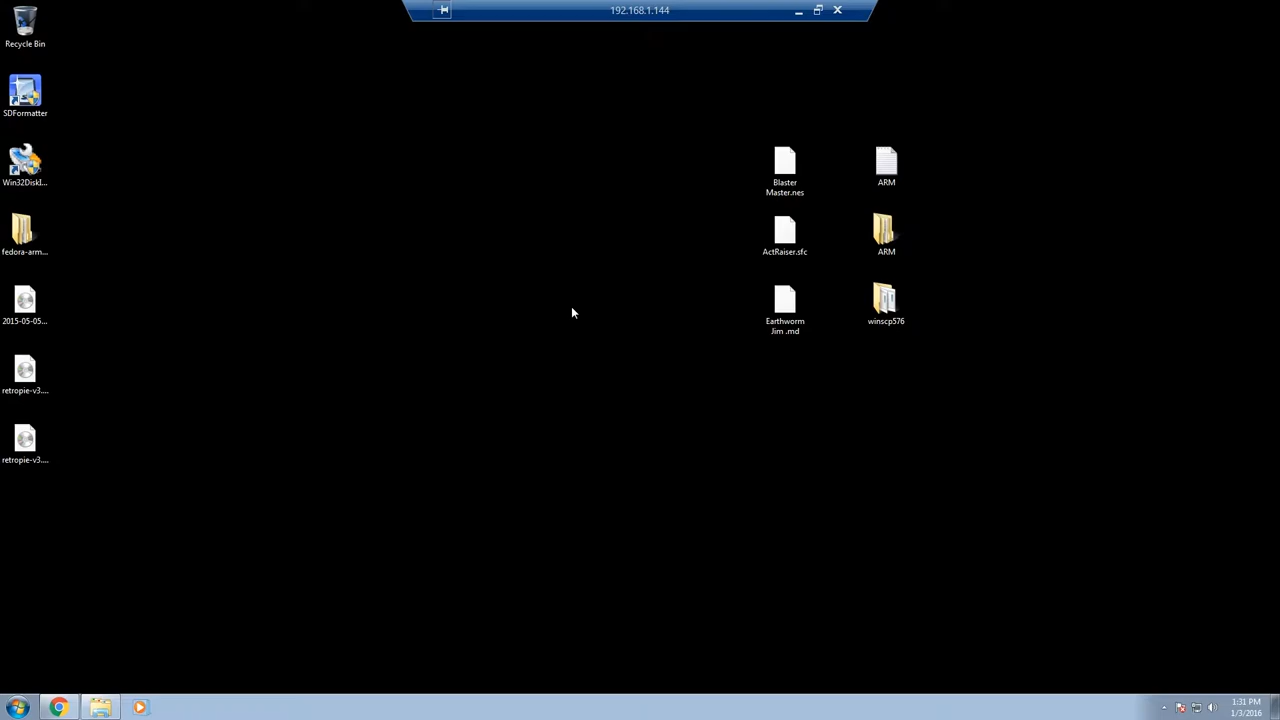 192.168.1.144
Recycle Bin
SDFormatter
Win32DiskI...
fedora-arm...
2015-05-05...
retropie-v3....
retropie-v3....
Blaster
Master.nes
ActRaiser.sfc
Earthworm
Jim .md
ARM
ARM
winscp576
1:31 PM
1/3/2016